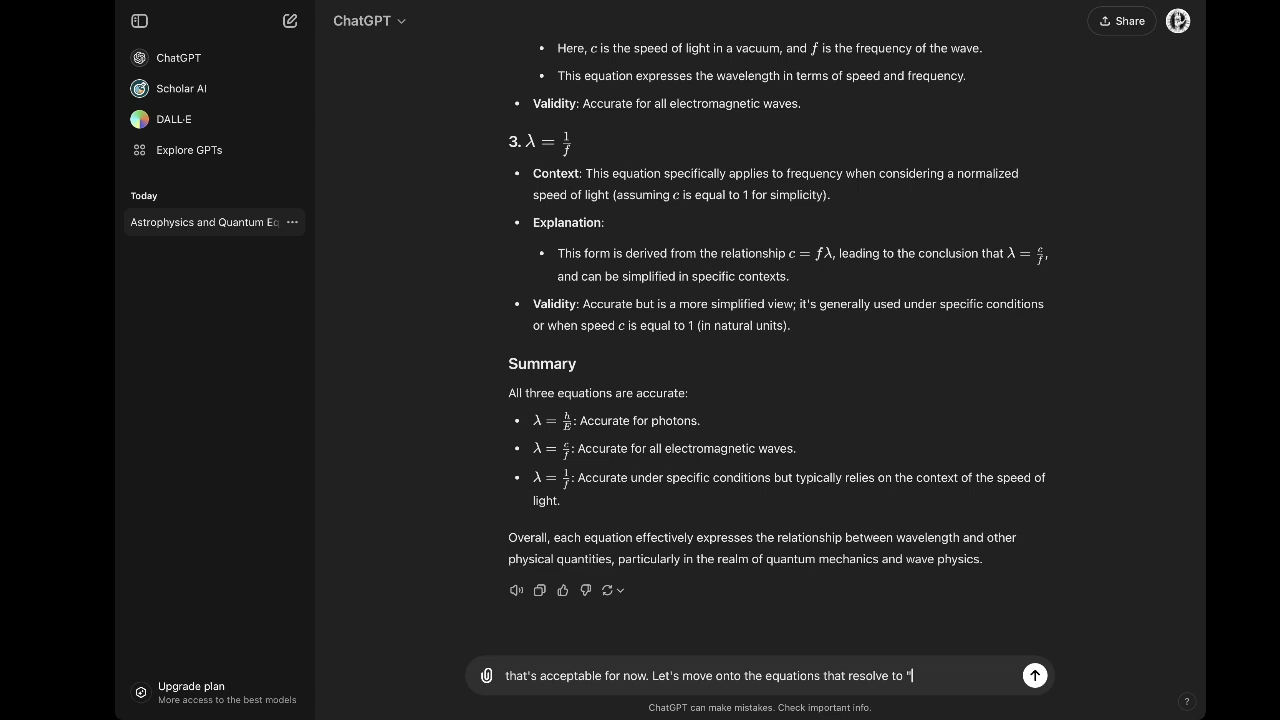 ChatGPT
Share
ChatGPT
Scholar AI
DALL·E
Explore GPTs
Today
Astrophysics and Quantum Eq
Here, c is the speed of light in a vacuum, and f is the frequency of the wave.
This equation expresses the wavelength in terms of speed and frequency.
Validity: Accurate for all electromagnetic waves.
3. λ = 1/f
Context: This equation specifically applies to frequency when considering a normalized
speed of light (assuming c is equal to 1 for simplicity).
Explanation:
This form is derived from the relationship c = fλ, leading to the conclusion that λ = c/f,
and can be simplified in specific contexts.
Validity: Accurate but is a more simplified view; it's generally used under specific conditions
or when speed c is equal to 1 (in natural units).
Summary
All three equations are accurate:
λ = h/E: Accurate for photons.
λ = c/f: Accurate for all electromagnetic waves.
λ = 1/f: Accurate under specific conditions but typically relies on the context of the speed of
light.
Overall, each equation effectively expresses the relationship between wavelength and other
physical quantities, particularly in the realm of quantum mechanics and wave physics.
that's acceptable for now. Let's move onto the equations that resolve to "
Upgrade plan
More access to the best models
ChatGPT can make mistakes. Check important info.
?